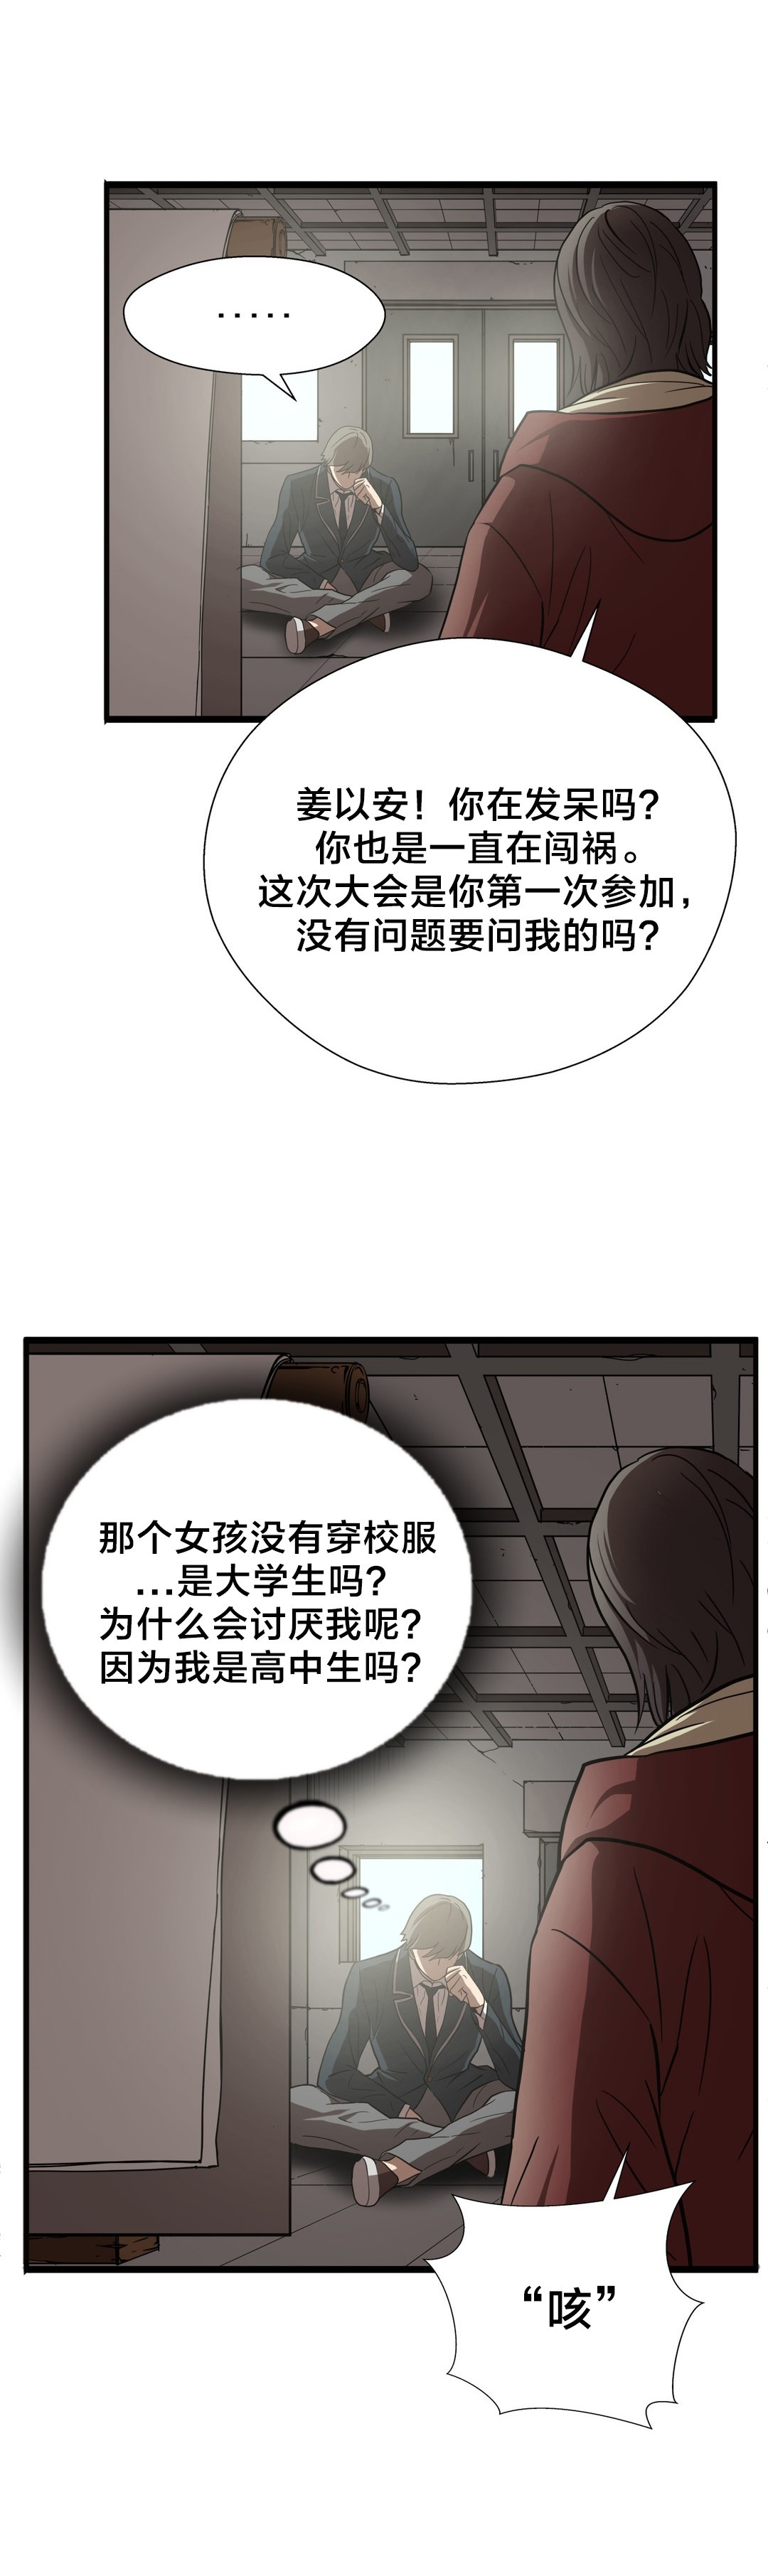 .....
姜以安！你在发呆吗？
你也是一直在闯祸。
这次大会是你第一次参加，
没有问题要问我的吗？
那个女孩没有穿校服
...是大学生吗？
为什么会讨厌我呢？
因为我是高中生吗？
“咳”